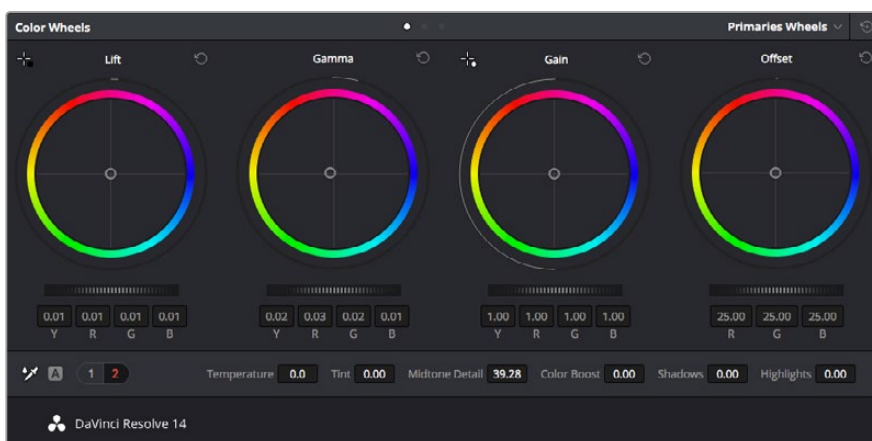 Color Wheels Primaries Wheels
Lift Gamma Gain Offset
0.01 0.01 0.01 0.01 0.02 0.03 0.02 0.01 1.00 1.00 1.00 1.00 25.00 25.00 25.00
Y R G B Y R G B Y R G B R G B
A 1 2 Temperature 0.0 Tint 0.00 Midtone Detail 39.28 Color Boost 0.00 Shadows 0.00 Highlights 0.00
DaVinci Resolve 14